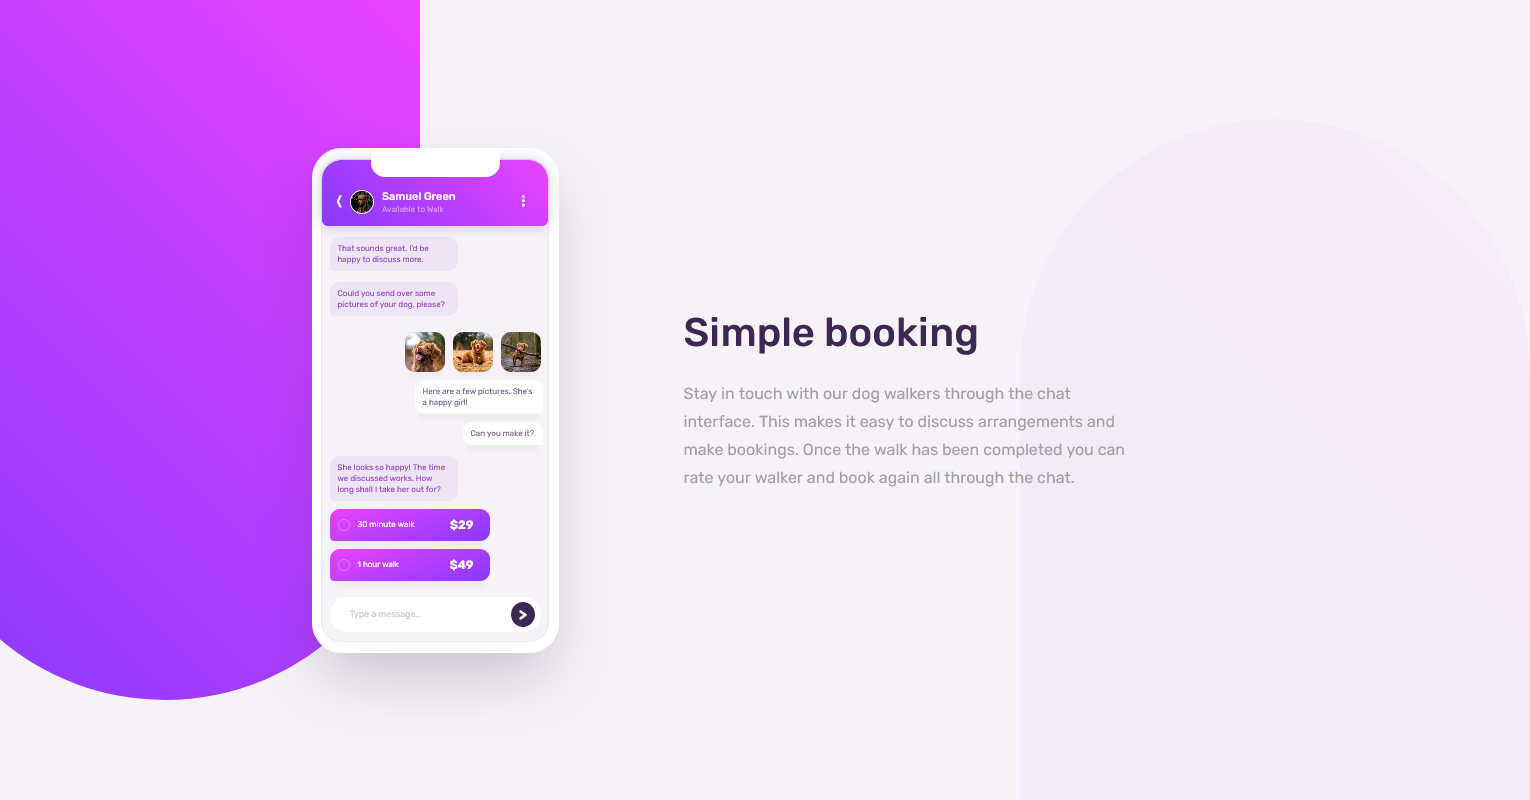 Samuel Green
Available to Walk
That sounds great. I'd be
happy to discuss more.
Could you send over some
pictures of your dog, please?
Here are a few pictures. She's
a happy girl!
Can you make it?
She looks so happy! The time
we discussed works. How
long shall I take her out for?
30 minute walk $29
1 hour walk $49
Type a message…
Simple booking
Stay in touch with our dog walkers through the chat
interface. This makes it easy to discuss arrangements and
make bookings. Once the walk has been completed you can
rate your walker and book again all through the chat.